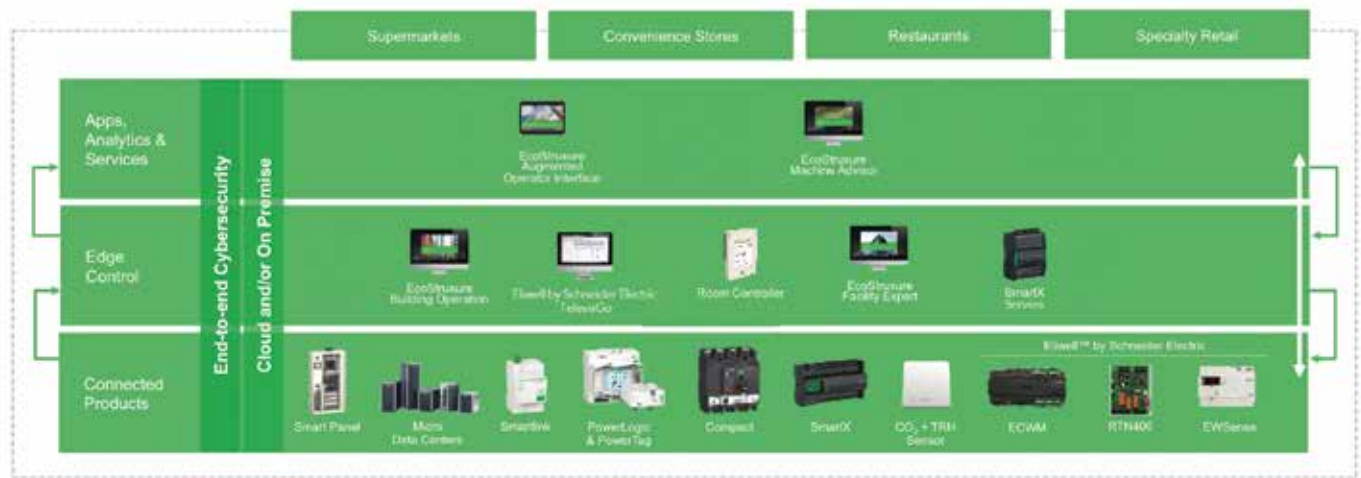 Supermarkets
Convenience Stores
Restaurants
Specialty Retail
Apps,
Analytics &
Services
End-to-end Cybersecurity
Cloud and/or On Premise
EcoStruxure
Augmented
Operator Interface
EcoStruxure
Machine Advisor
Edge
Control
EcoStruxure
Building Operation
Eliwell by Schneider Electric
TelevisGo
Room Controller
EcoStruxure
Facility Expert
SmartX
Servers
Connected
Products
Eliwell™ by Schneider Electric
Smart Panel
Micro
Data Centers
Smartlink
PowerLogic
& PowerTag
Compact
SmartX
CO₂ + TRH
Sensor
ECWM
RTN400
EWSense